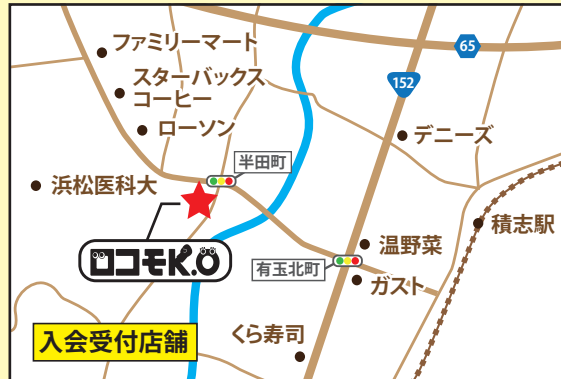 65
ファミリーマート
スターバックス
コーヒー
152
ローソン
デニーズ
半田町
浜松医科大
積志駅
温野菜
ロコモK.O
有玉北町
ガスト
入会受付店舗
くら寿司